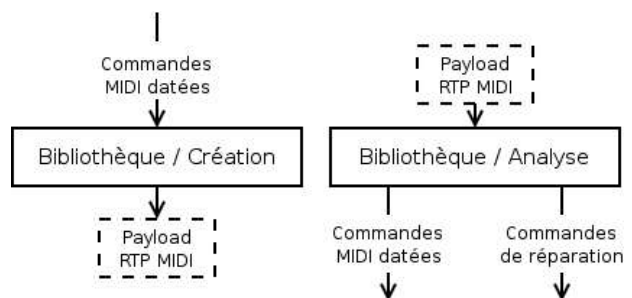 Commandes
MIDI datées
Bibliothèque / Création
Payload
RTP MIDI
Payload
RTP MIDI
Bibliothèque / Analyse
Commandes
MIDI datées
Commandes
de réparation